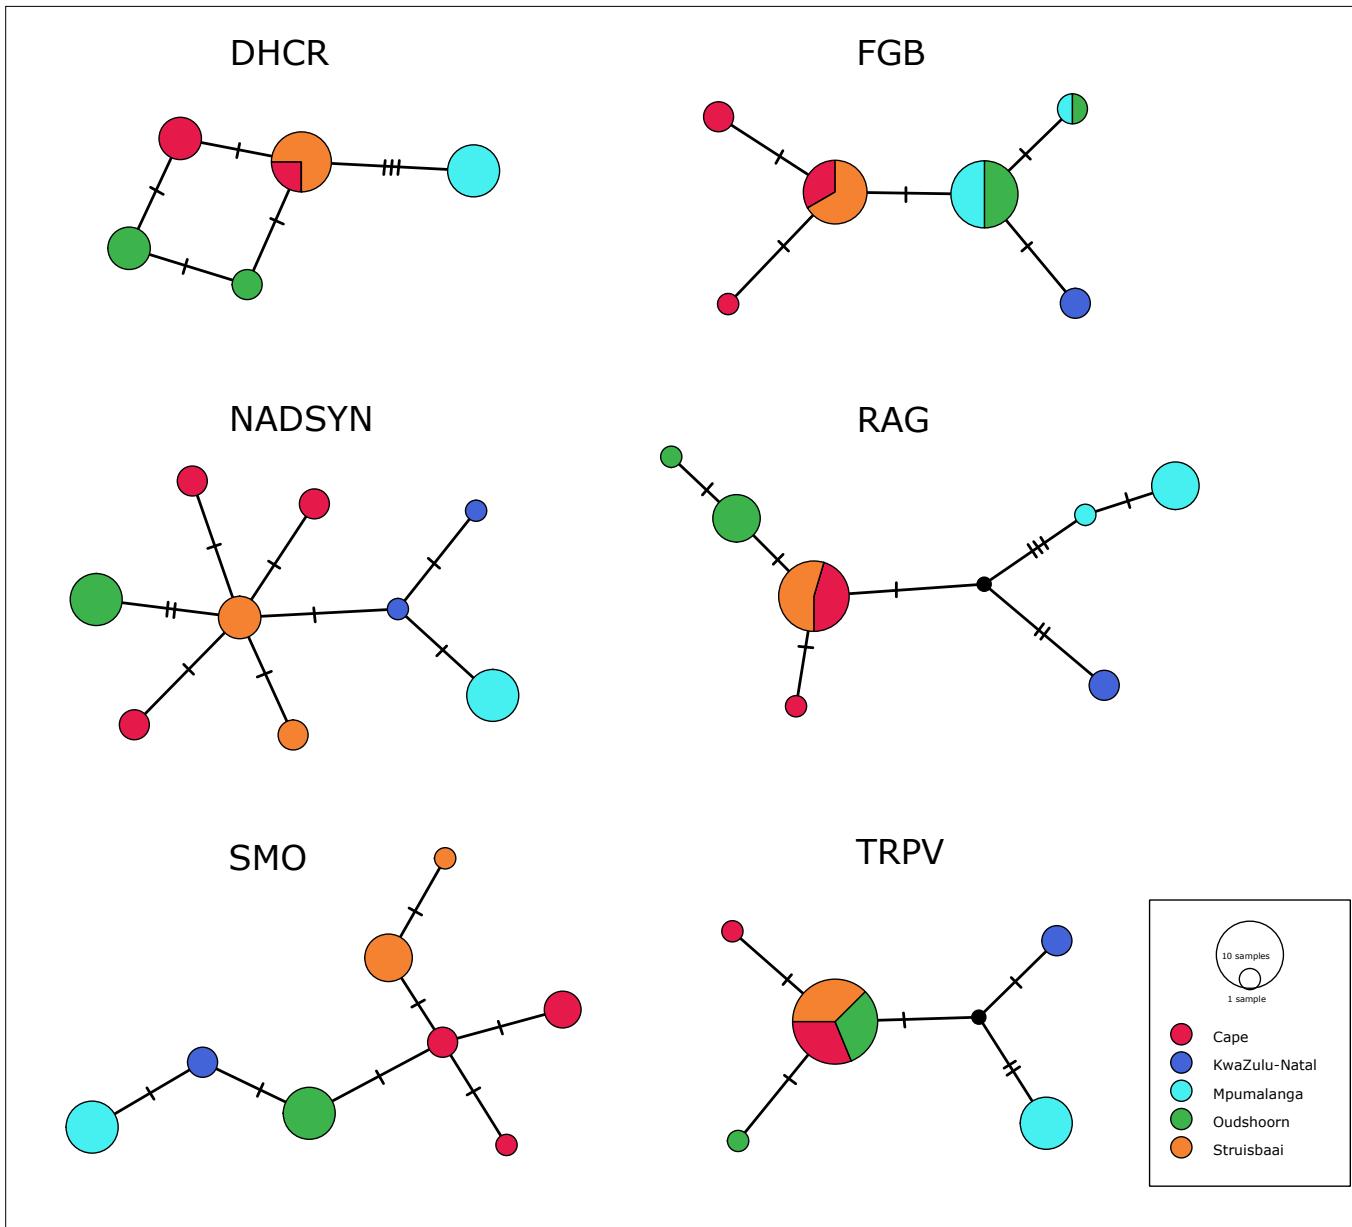 DHCR
FGB
NADSYN
RAG
SMO
TRPV
10 samples
1 sample
Cape
KwaZulu-Natal
Mpumalanga
Oudshoorn
Struisbaai